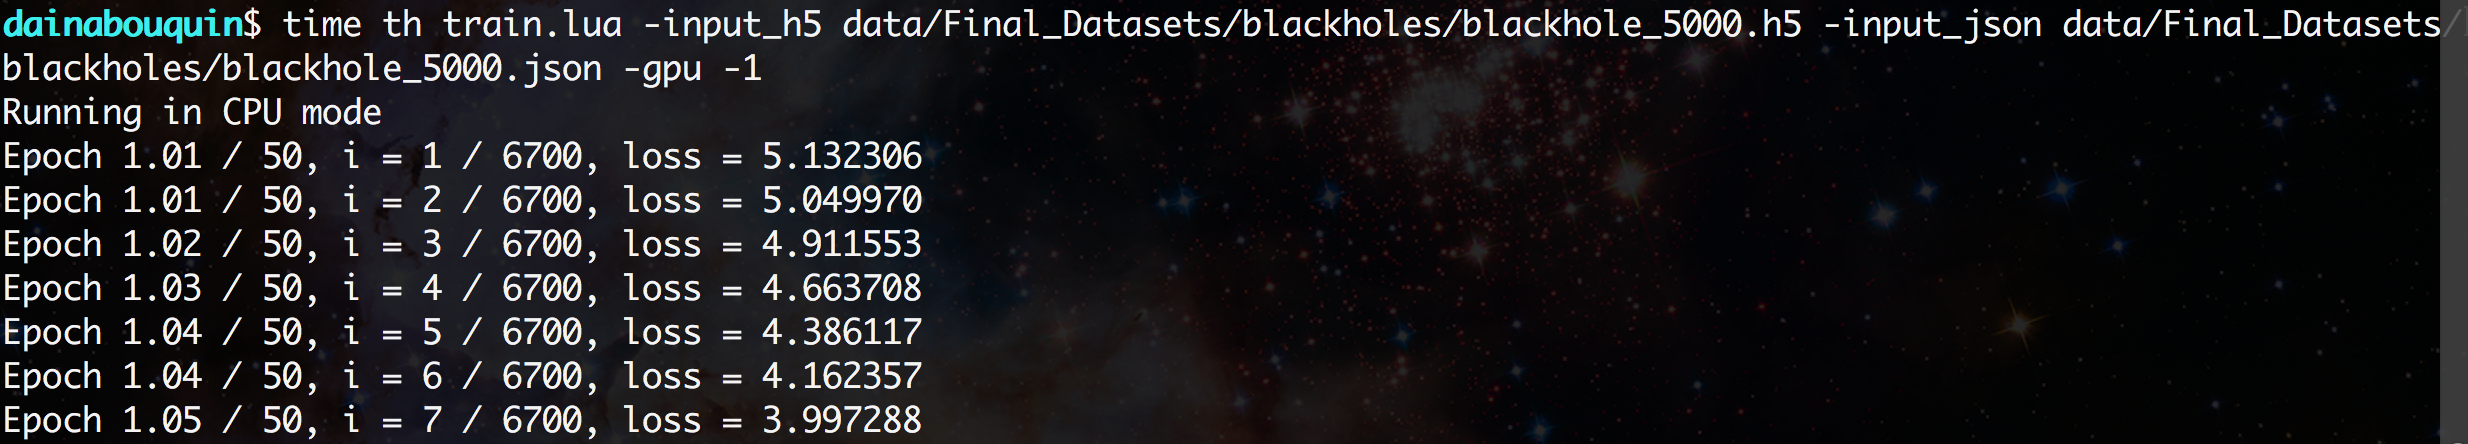 dainabouquin$ time th train.lua -input_h5 data/Final_Datasets/blackholes/blackhole_5000.h5 -input_json data/Final_Datasets/
blackholes/blackhole_5000.json -gpu -1
Running in CPU mode
Epoch 1.01 / 50, i = 1 / 6700, loss = 5.132306
Epoch 1.01 / 50, i = 2 / 6700, loss = 5.049970
Epoch 1.02 / 50, i = 3 / 6700, loss = 4.911553
Epoch 1.03 / 50, i = 4 / 6700, loss = 4.663708
Epoch 1.04 / 50, i = 5 / 6700, loss = 4.386117
Epoch 1.04 / 50, i = 6 / 6700, loss = 4.162357
Epoch 1.05 / 50, i = 7 / 6700, loss = 3.997288